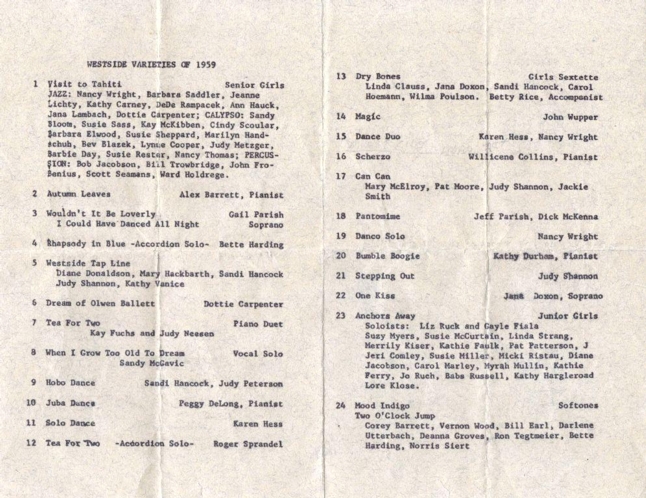 WESTSIDE VARIETIES OF 1959
1 Visit to Tahiti Senior Girls
JAZZ: Nancy Wright, Barbara Saddler, Jeanne
Lichty, Kathy Carney, DeDe Rampacek, Ann Hauck,
Jana Lambach, Dottie Carpenter; CALYPSO: Sandy
Bloom, Susie Sass, Kay McKibben, Cindy Scoular,
Barbara Elwood, Susie Sheppard, Marilyn Hand-
schuh, Bev Blazek, Lynne Cooper, Judy Metzger,
Barbie Day, Susie Rester, Nancy Thomas; PERCUS-
SION: Bob Jacobson, Bill Trowbridge, John Fro-
Benius, Scott Seamans, Ward Holdrege.
2 Autumn Leaves Alex Barrett, Pianist
3 Wouldn't It Be Loverly Gail Parish
I Could Have Danced All Night Soprano
4 Rhapsody in Blue -Accordion Solo- Bette Harding
5 Westside Tap Line
Diane Donaldson, Mary Hackbarth, Sandi Hancock
Judy Shannon, Kathy Vanice
6 Dream of Olwen Ballett Dottie Carpenter
7 Tea For Two Piano Duet
Kay Fuchs and Judy Nessen
8 When I Grow Too Old To Dream Vocal Solo
Sandy McGavic
9 Hobo Dance Sandi Hancock, Judy Peterson
10 Juba Dance Peggy DeLong, Pianist
11 Solo Dance Karen Hess
12 Tea For Two -Accordion Solo- Roger Sprandel
13 Dry Bones Girls Sextette
Linda Clauss, Jana Doxon, Sandi Hancock, Carol
Hoemann, Wilma Poulson. Betty Rice, Accompanist
14 Magic John Wupper
15 Dance Duo Karen Hess, Nancy Wright
16 Scherzo Willicene Collins, Pianist
17 Can Can
Mary McElroy, Pat Moore, Judy Shannon, Jackie
Smith
18 Pantomime Jeff Parish, Dick McKenna
19 Dance Solo Nancy Wright
20 Bumble Boogie Kathy Durham, Pianist
21 Stepping Out Judy Shannon
22 One Kiss Jana Doxon, Soprano
23 Anchors Away Junior Girls
Soloists: Liz Ruck and Gayle Fiala
Suzy Myers, Susie McCurtain, Linda Strang,
Merrily Kiser, Kathie Faulk, Pat Patterson, J
Jeri Comley, Susie Miller, Micki Ristau, Diane
Jacobson, Carol Marley, Myrah Mullin, Kathie
Ferry, Jo Ruch, Babs Russell, Kathy Hargleroad
Lore Klose.
24 Mood Indigo Softones
Two O'Clock Jump
Corey Barrett, Vernon Wood, Bill Earl, Darlene
Utterbach, Deanna Groves, Ron Tegtmeier, Bette
Harding, Norris Siert